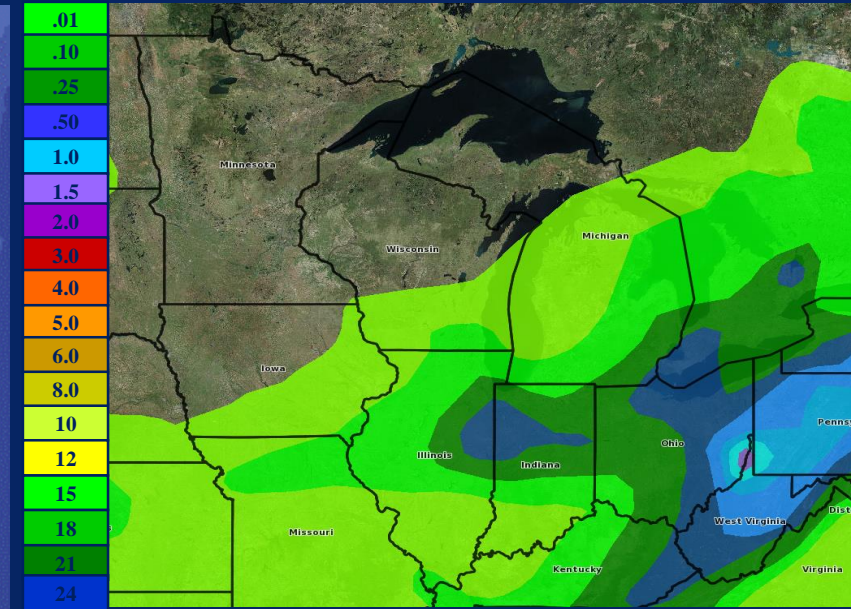 .01
.10
.25
.50
1.0
1.5
2.0
3.0
4.0
5.0
6.0
8.0
10
12
15
18
21
24
Minnesota
Wisconsin
Michigan
Iowa
Illinois
Indiana
Ohio
Pennsy
Missouri
West Virginia
Dist
Kentucky
Virginia